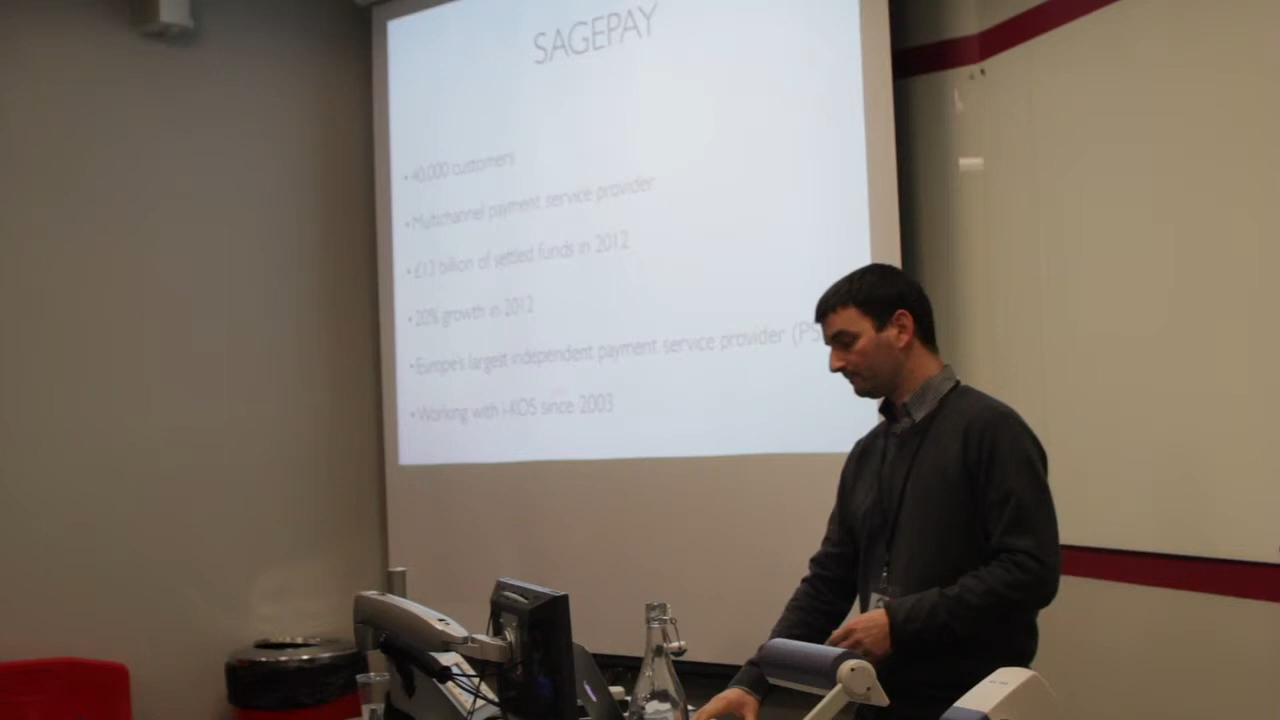 SAGEPAY
• 40,000 customers
• Multichannel payment service provider
• £13 billion of settled funds in 2012
• 20% growth in 2012
• Europe's largest independent payment service provider (PS
• Working with i-KOS since 2003